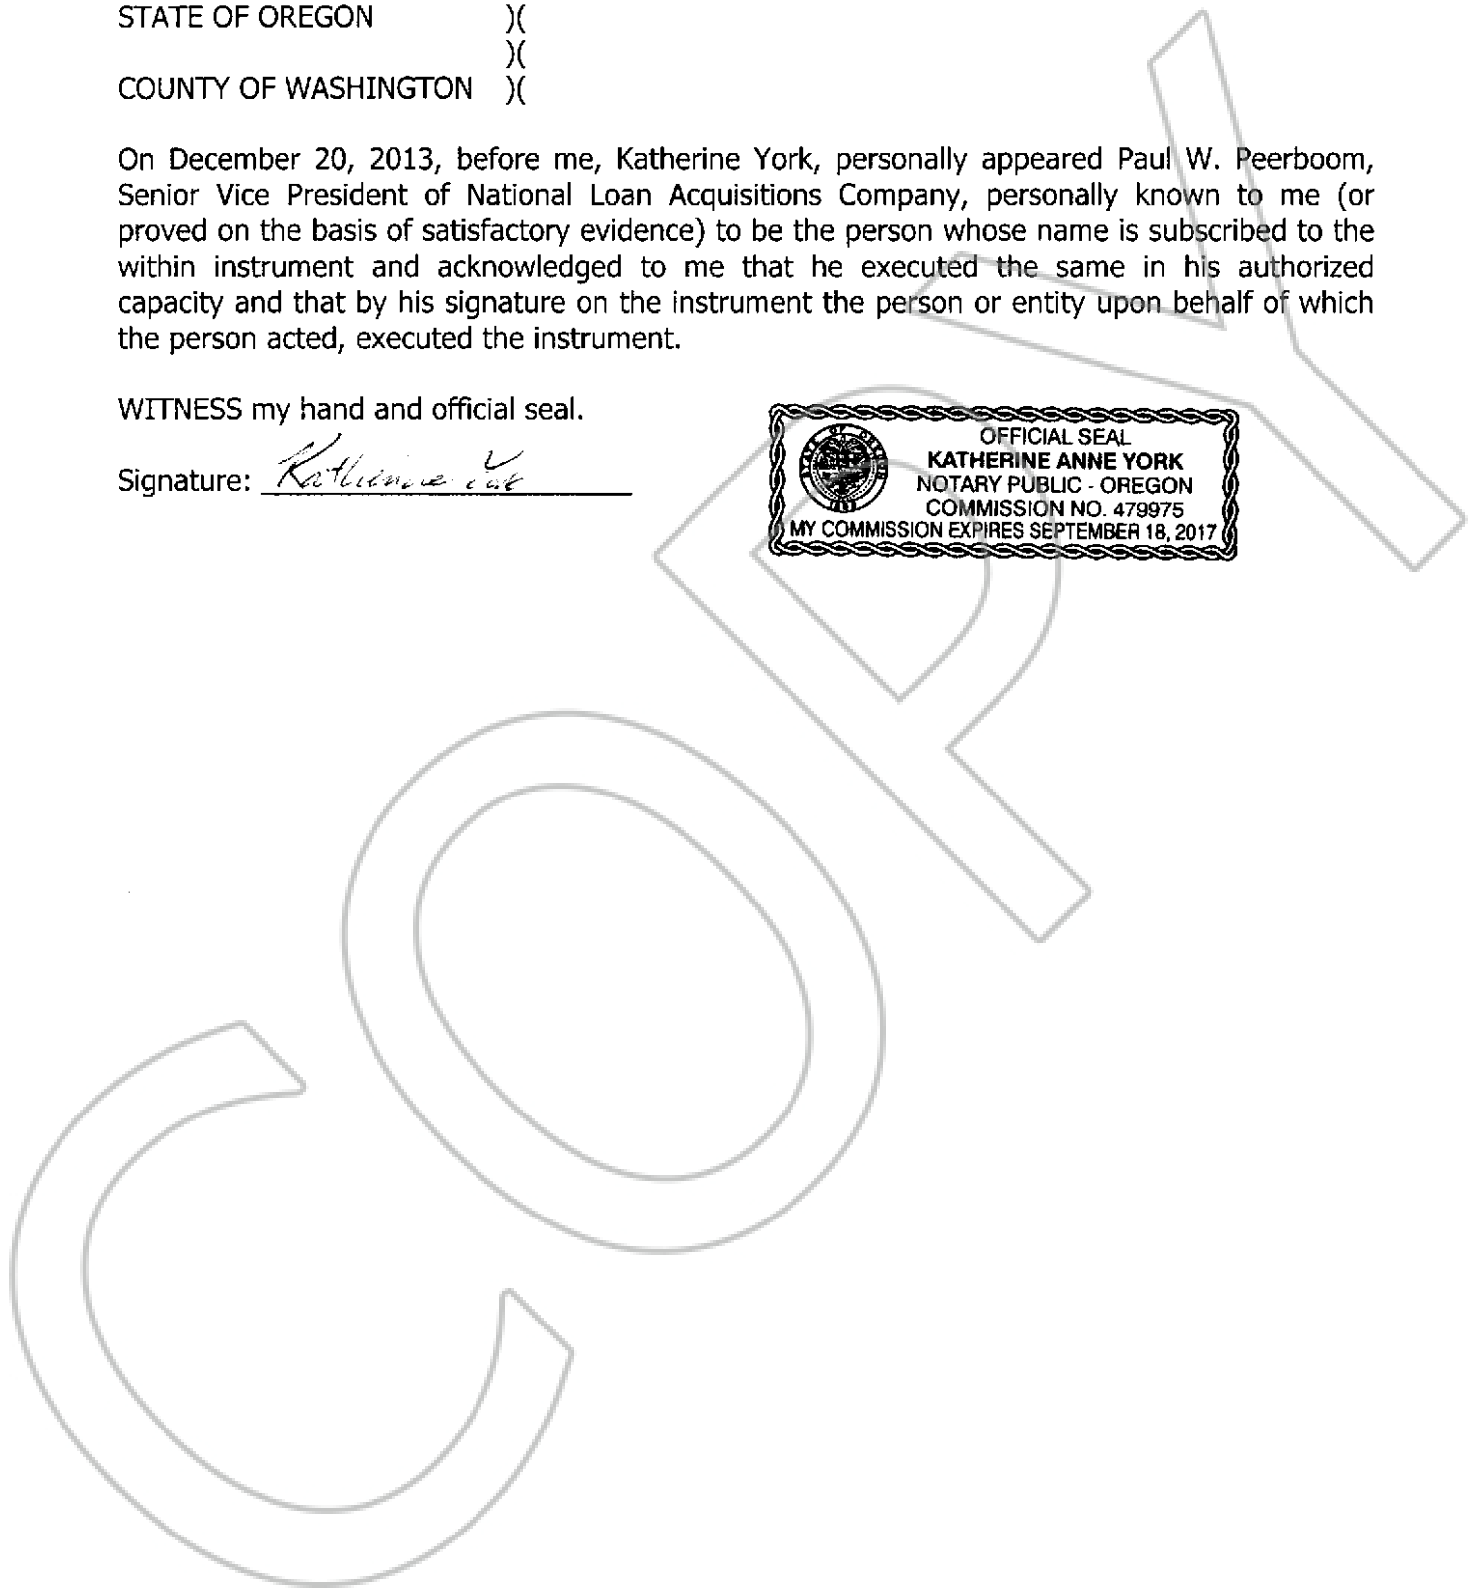 STATE OF OREGON )(
)(
COUNTY OF WASHINGTON )(
On December 20, 2013, before me, Katherine York, personally appeared Paul W. Peerboom,
Senior Vice President of National Loan Acquisitions Company, personally known to me (or
proved on the basis of satisfactory evidence) to be the person whose name is subscribed to the
within instrument and acknowledged to me that he executed the same in his authorized
capacity and that by his signature on the instrument the person or entity upon behalf of which
the person acted, executed the instrument.
WITNESS my hand and official seal.
Signature: Katherine York
STATE OF OREGON
OFFICIAL SEAL
KATHERINE ANNE YORK
NOTARY PUBLIC - OREGON
COMMISSION NO. 479975
MY COMMISSION EXPIRES SEPTEMBER 18, 2017
COPY